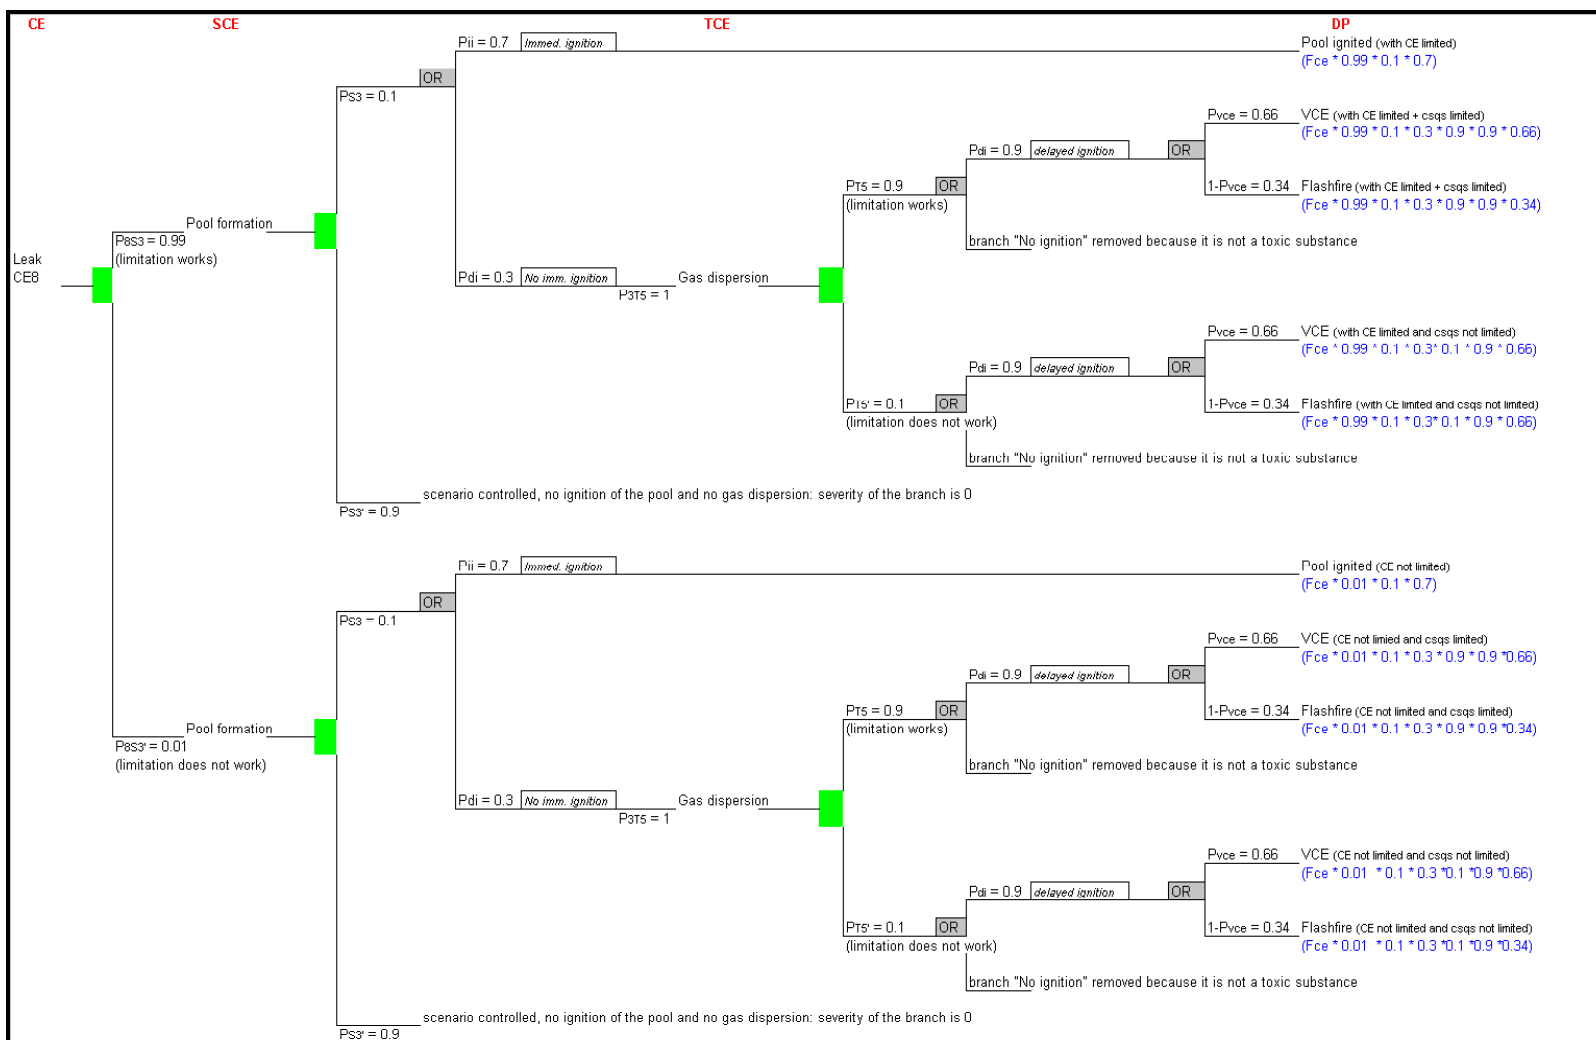 CE SCE TCE DP
Pii = 0.7 Immed. ignition Pool ignited (with CE limited)
(Fce * 0.99 * 0.1 * 0.7)
OR
PS3 = 0.1
Pvce = 0.66 VCE (with CE limited + csqs limited)
(Fce * 0.99 * 0.1 * 0.3 * 0.9 * 0.9 * 0.66)
Pdi = 0.9 delayed ignition OR
PT5 = 0.9 OR 1-Pvce = 0.34 Flashfire (with CE limited + csqs limited)
(limitation works) (Fce * 0.99 * 0.1 * 0.3 * 0.9 * 0.9 * 0.34)
Pool formation
P8S3 = 0.99 branch "No ignition" removed because it is not a toxic substance
(limitation works)
Leak
CE8
Pdi = 0.3 No imm. ignition Gas dispersion
P3T5 = 1
Pvce = 0.66 VCE (with CE limited and csqs not limited)
(Fce * 0.99 * 0.1 * 0.3* 0.1 * 0.9 * 0.66)
Pdi = 0.9 delayed ignition OR
PT5' = 0.1 OR 1-Pvce = 0.34 Flashfire (with CE limited and csqs not limited)
(limitation does not work) (Fce * 0.99 * 0.1 * 0.3* 0.1 * 0.9 * 0.66)
branch "No ignition" removed because it is not a toxic substance
scenario controlled, no ignition of the pool and no gas dispersion: severity of the branch is 0
PS3' = 0.9
Pii = 0.7 Immed. ignition Pool ignited (CE not limited)
(Fce * 0.01 * 0.1 * 0.7)
OR
PS3 = 0.1
Pvce = 0.66 VCE (CE not limied and csqs limited)
(Fce * 0.01 * 0.1 * 0.3 * 0.9 * 0.9 *0.66)
Pdi = 0.9 delayed ignition OR
PT5 = 0.9 OR 1-Pvce = 0.34 Flashfire (CE not limited and csqs limited)
(limitation works) (Fce * 0.01 * 0.1 * 0.3 * 0.9 * 0.9 *0.34)
Pool formation
P8S3' = 0.01
(limitation does not work) branch "No ignition" removed because it is not a toxic substance
Pdi = 0.3 No imm. ignition Gas dispersion
P3T5 = 1
Pvce = 0.66 VCE (CE not limited and csqs not limited)
(Fce * 0.01 * 0.1 * 0.3 *0.1 *0.9 *0.66)
Pdi = 0.9 delayed ignition OR
PT5' = 0.1 OR 1-Pvce = 0.34 Flashfire (CE not limited and csqs not limited)
(limitation does not work) (Fce * 0.01 * 0.1 * 0.3 *0.1 *0.9 *0.34)
branch "No ignition" removed because it is not a toxic substance
scenario controlled, no ignition of the pool and no gas dispersion: severity of the branch is 0
PS3' = 0.9